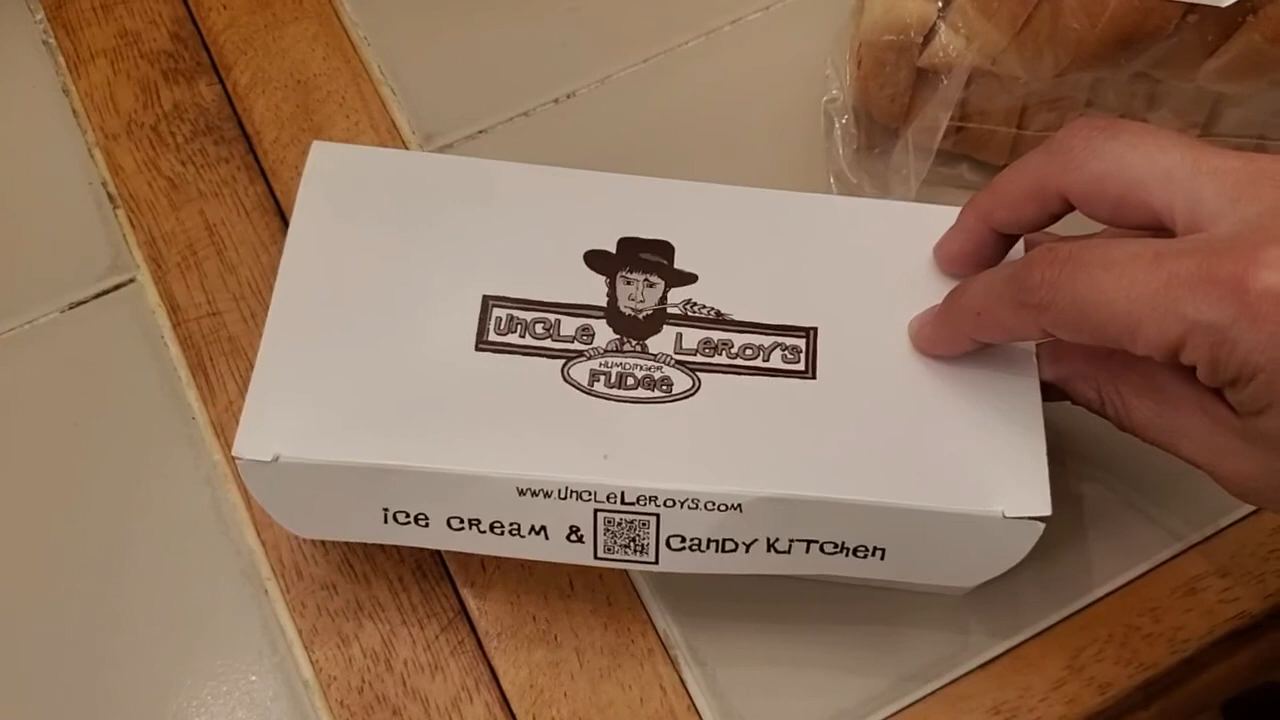 UnCLe LeROY'S
HUMDINGER
FUDGe
www.UncLeLeroys.com
iCe CReaM & CanDY KiTChen